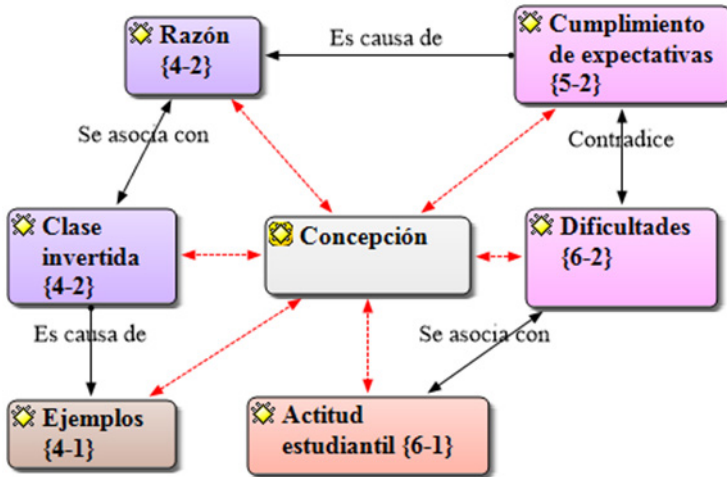 Razón
{4-2}
Es causa de
Cumplimiento
de expectativas
{5-2}
Se asocia con
Contradice
Clase
invertida
{4-2}
Concepción
Dificultades
{6-2}
Es causa de
Se asocia con
Ejemplos
{4-1}
Actitud
estudiantil {6-1}